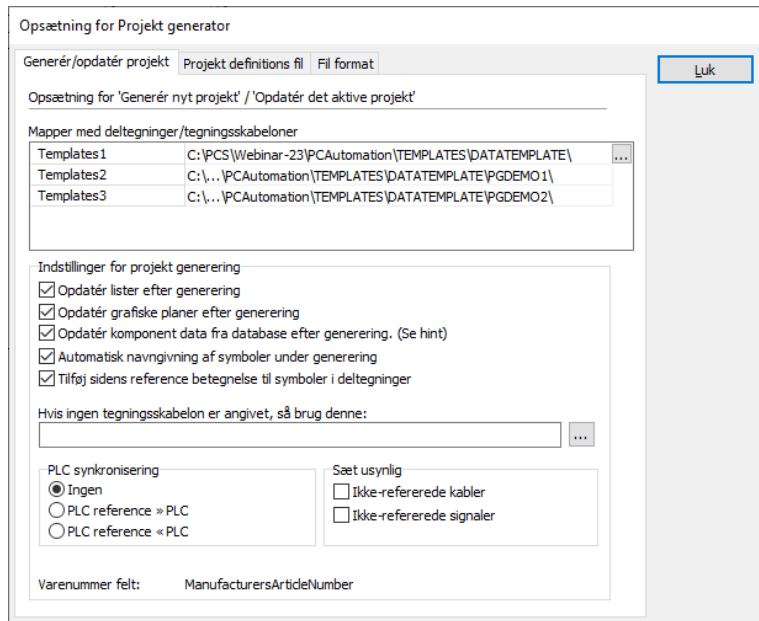 Opsætning for Projekt generator
Generér/opdatér projekt Projekt definitions fil Fil format
Luk
Opsætning for 'Generér nyt projekt' / 'Opdatér det aktive projekt'
Mapper med deltegninger/tegningsskabeloner
Templates1 C:\PCS\Webinar-23\PCAutomation\TEMPLATES\DATATEMPLATE\ ...
Templates2 C:\...\PCAutomation\TEMPLATES\DATATEMPLATE\PGDEMO1\
Templates3 C:\...\PCAutomation\TEMPLATES\DATATEMPLATE\PGDEMO2\
Indstillinger for projekt generering
Opdatér lister efter generering
Opdatér grafiske planer efter generering
Opdatér komponent data fra database efter generering. (Se hint)
Automatisk navngivning af symboler under generering
Tilføj sidens reference betegnelse til symboler i deltegninger
Hvis ingen tegningsskabelon er angivet, så brug denne:
...
PLC synkronisering
Ingen
PLC reference » PLC
PLC reference « PLC
Sæt usynlig
Ikke-refererede kabler
Ikke-refererede signaler
Varenummer felt: ManufacturersArticleNumber